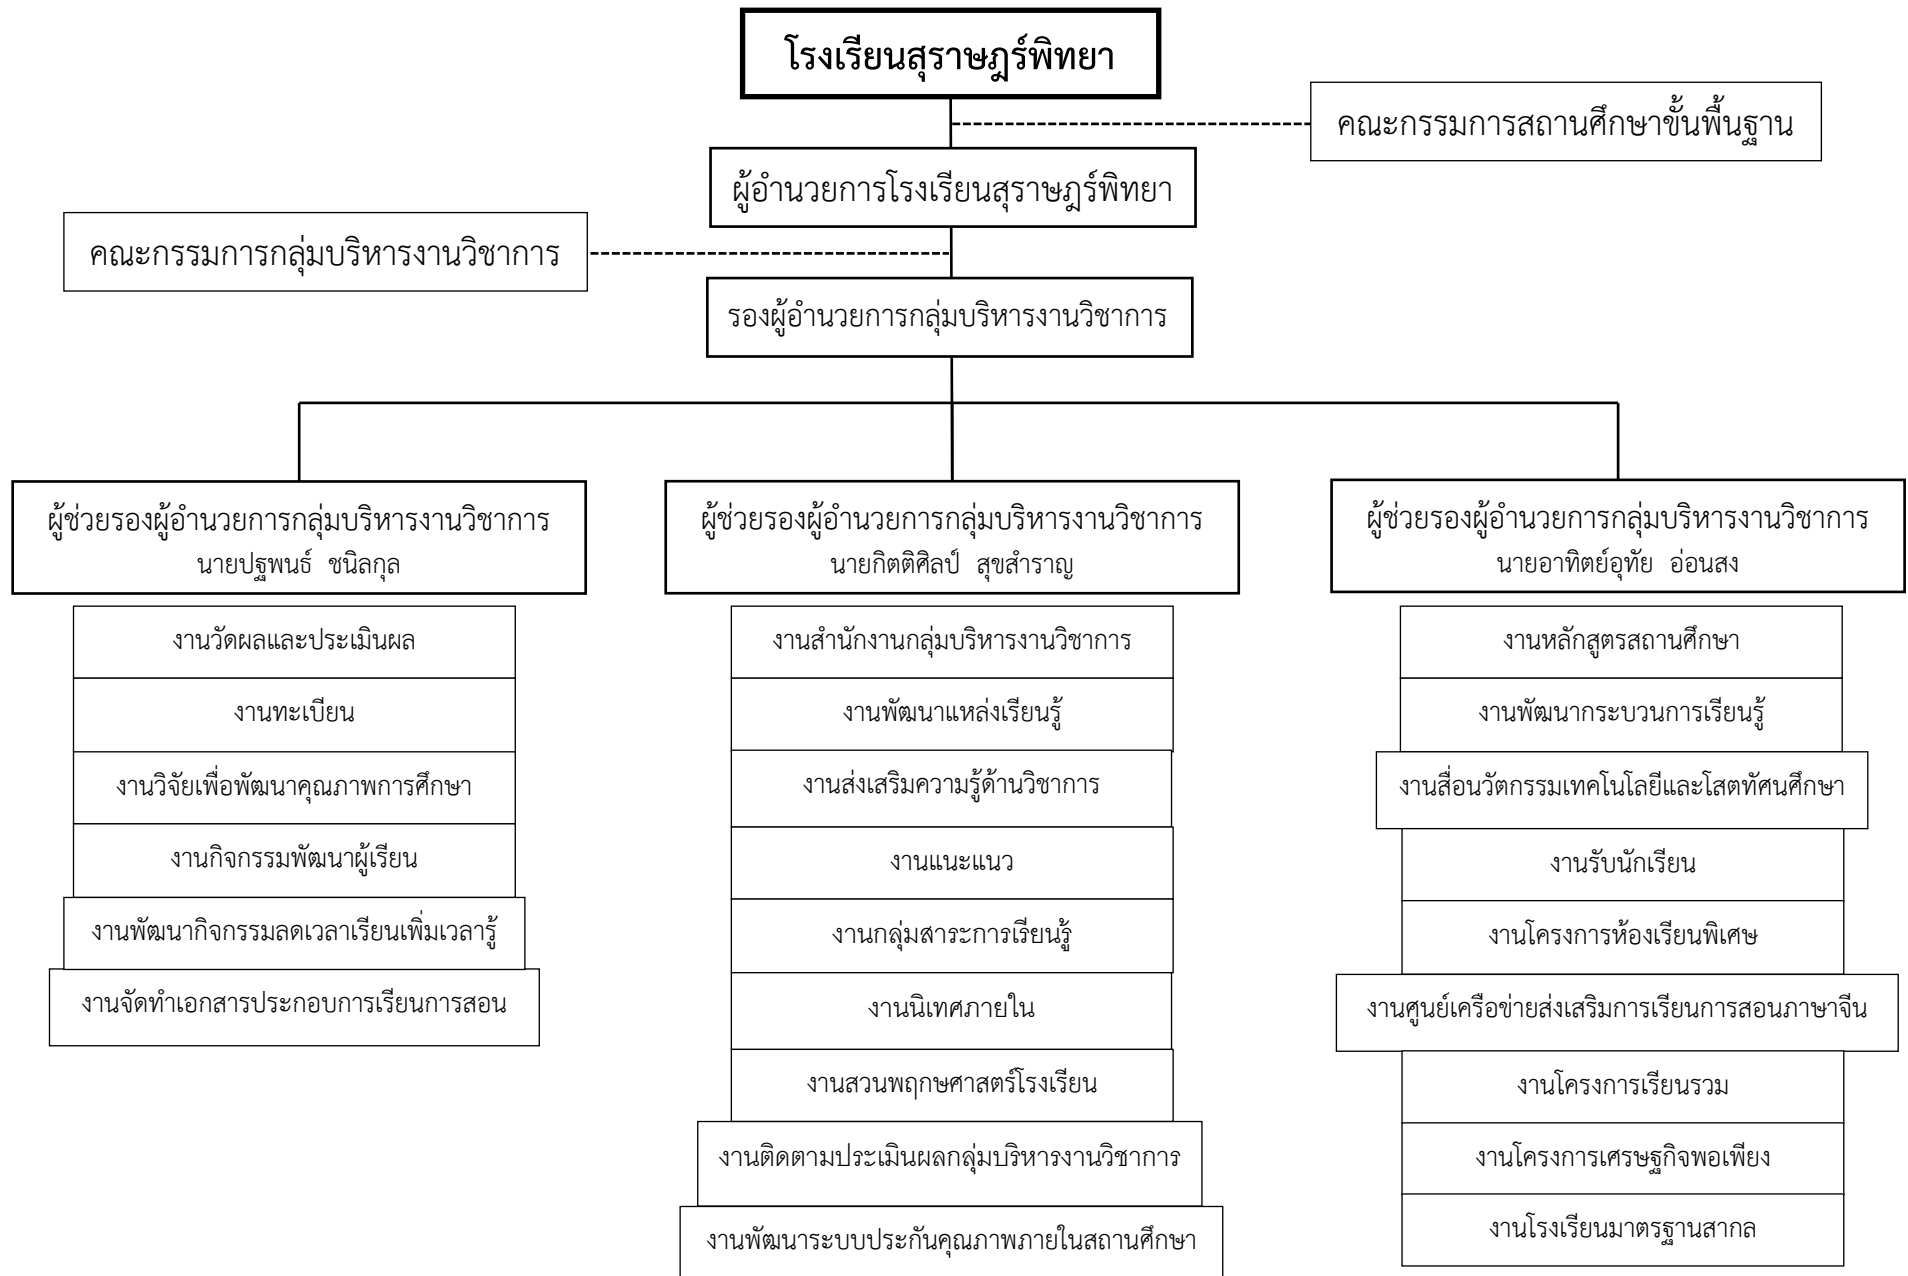 โรงเรียนสุราษฎร์พิทยา
คณะกรรมการสถานศึกษาขั้นพื้นฐาน
ผู้อำนวยการโรงเรียนสุราษฎร์พิทยา
คณะกรรมการกลุ่มบริหารงานวิชาการ
รองผู้อำนวยการกลุ่มบริหารงานวิชาการ
ผู้ช่วยรองผู้อำนวยการกลุ่มบริหารงานวิชาการ
นายปฐพนธ์ ชนิลกุล
งานวัดผลและประเมินผล
งานทะเบียน
งานวิจัยเพื่อพัฒนาคุณภาพการศึกษา
งานกิจกรรมพัฒนาผู้เรียน
งานพัฒนากิจกรรมลดเวลาเรียนเพิ่มเวลารู้
งานจัดทำเอกสารประกอบการเรียนการสอน
ผู้ช่วยรองผู้อำนวยการกลุ่มบริหารงานวิชาการ
นายกิตติศิลป์ สุขสำราญ
งานสำนักงานกลุ่มบริหารงานวิชาการ
งานพัฒนาแหล่งเรียนรู้
งานส่งเสริมความรู้ด้านวิชาการ
งานแนะแนว
งานกลุ่มสาระการเรียนรู้
งานนิเทศภายใน
งานสวนพฤกษศาสตร์โรงเรียน
งานติดตามประเมินผลกลุ่มบริหารงานวิชาการ
งานพัฒนาระบบประกันคุณภาพภายในสถานศึกษา
ผู้ช่วยรองผู้อำนวยการกลุ่มบริหารงานวิชาการ
นายอาทิตย์อุทัย อ่อนสง
งานหลักสูตรสถานศึกษา
งานพัฒนากระบวนการเรียนรู้
งานสื่อนวัตกรรมเทคโนโลยีและโสตทัศนศึกษา
งานรับนักเรียน
งานโครงการห้องเรียนพิเศษ
งานศูนย์เครือข่ายส่งเสริมการเรียนการสอนภาษาจีน
งานโครงการเรียนรวม
งานโครงการเศรษฐกิจพอเพียง
งานโรงเรียนมาตรฐานสากล